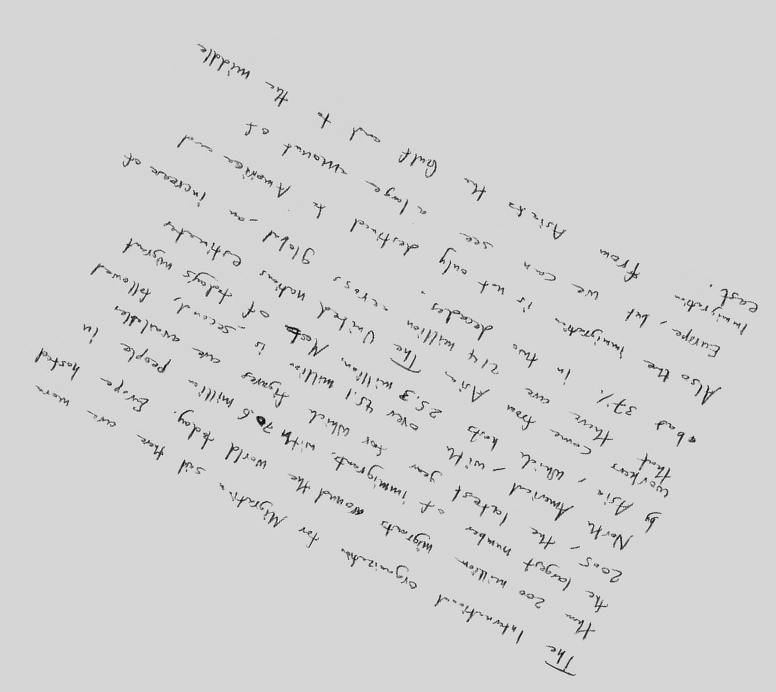 The International organization for Migration said there are more
than 200 million migrants around the world today. Europe hosted
the largest number of immigrants, with 70.6 million people in
2005, the latest year for which figures are available
North America, with over 45.1 million, is second, followed
by Asia, which hosts 25.3 million. Most of today's migrant
workers come from Asia. The United nations estimates
that there are 214 million across global - an increase of
37% in two decades.
Also the immigration is not only destined to America and
Europe, but we can see a large amount of
Immigration from Asia to the Gulf and to the middle
east.